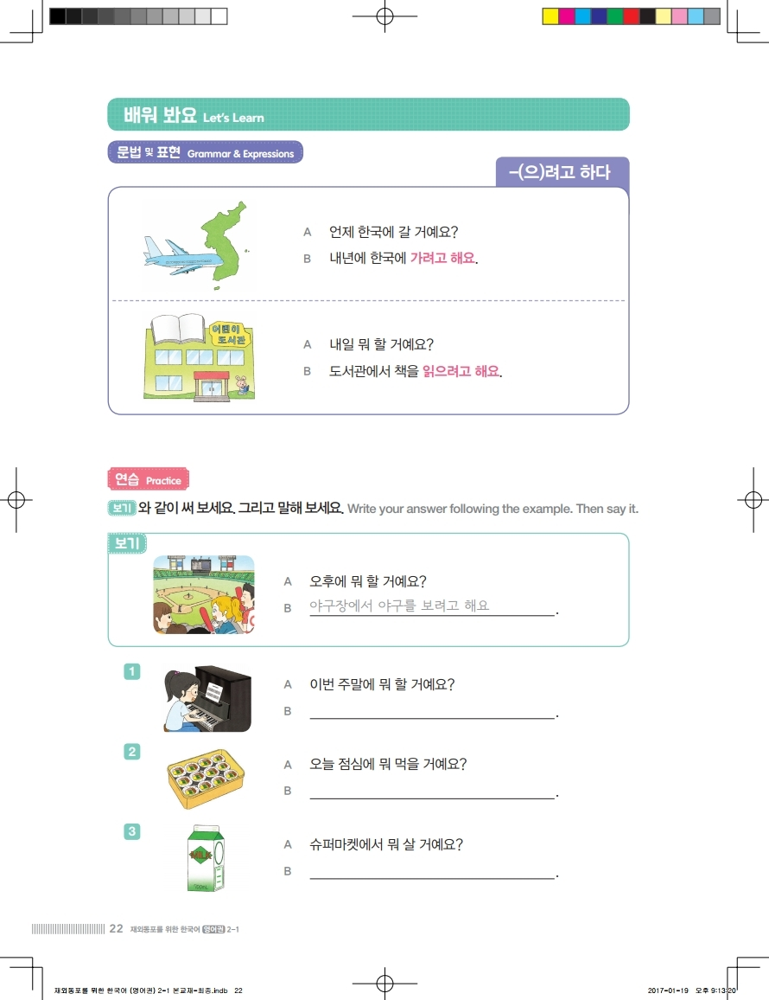 배워 봐요 Let's Learn
문법 및 표현 Grammar & Expressions
-(으)려고 하다
A 언제 한국에 갈 거예요?
B 내년에 한국에 가려고 해요.
어린이
도서관
A 내일 뭐 할 거예요?
B 도서관에서 책을 읽으려고 해요.
연습 Practice
보기 와 같이 써 보세요. 그리고 말해 보세요. Write your answer following the example. Then say it.
보기
A 오후에 뭐 할 거예요?
B 야구장에서 야구를 보려고 해요.
1
A 이번 주말에 뭐 할 거예요?
B .
2
A 오늘 점심에 뭐 먹을 거예요?
B .
3
MILK
A 슈퍼마켓에서 뭐 살 거예요?
B .
22 재외동포를 위한 한국어 영어권 2-1
재외동포를 위한 한국어 (영어권) 2-1 본교재-최종.indb 22
2017-01-19 오후 9:13:20